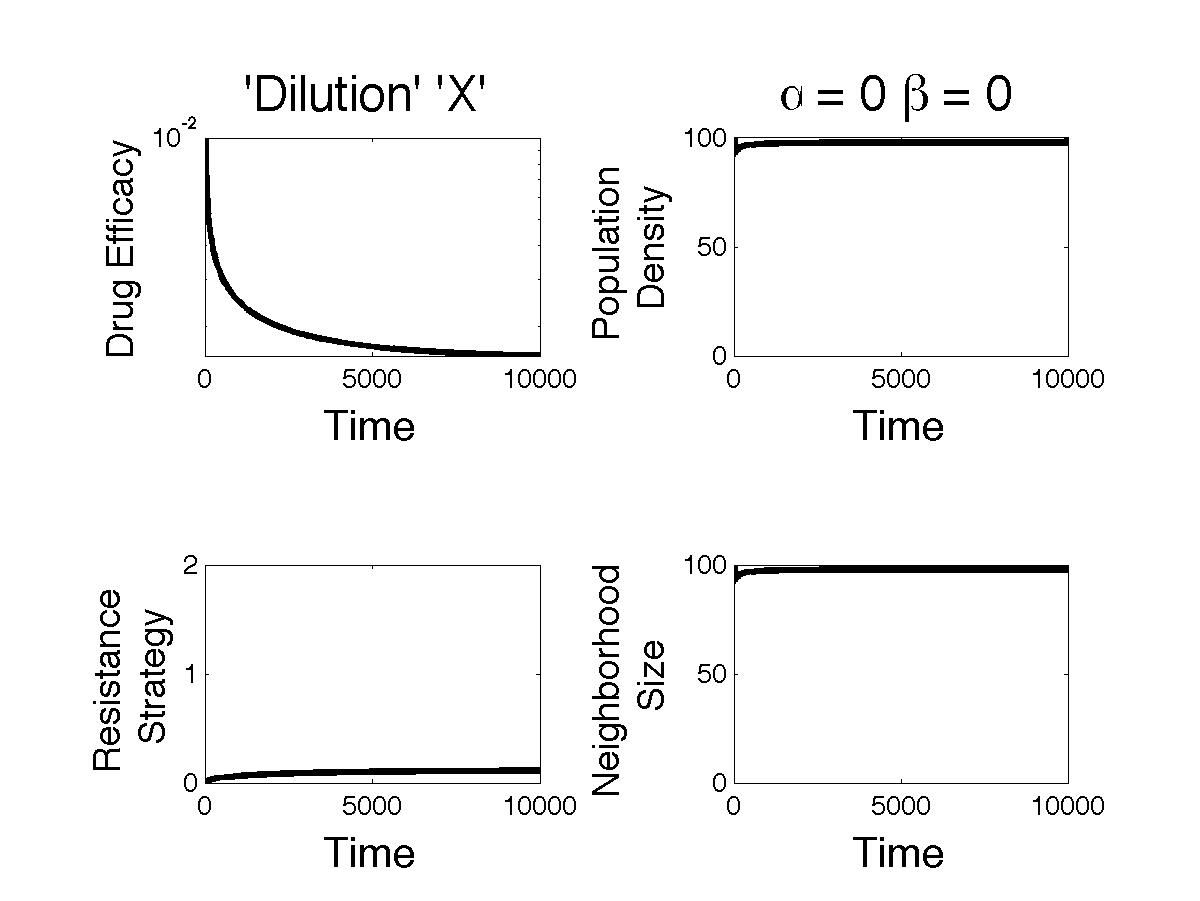 'Dilution' 'X'
α = 0 β = 0
10-2
Drug Efficacy
0
5000
10000
Time
100
50
0
Population
Density
0
5000
10000
Time
2
1
0
Resistance
Strategy
0
5000
10000
Time
100
50
0
Neighborhood
Size
0
5000
10000
Time